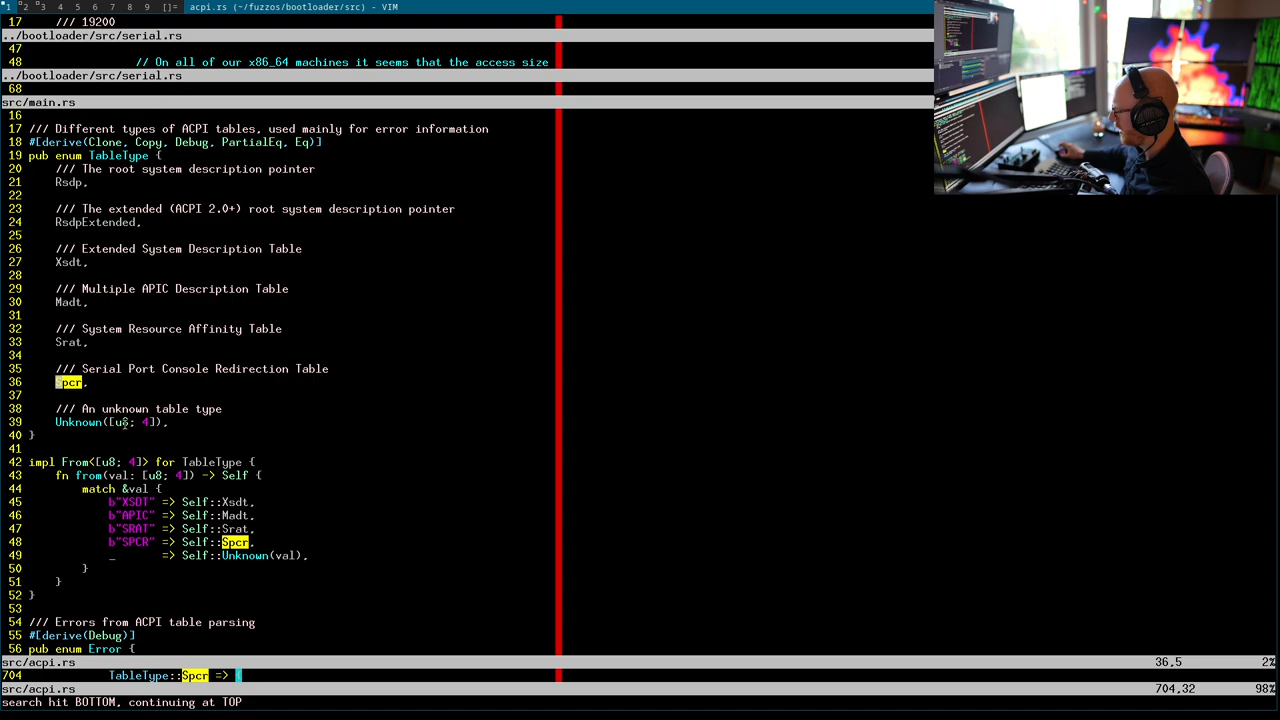 1 2 3 4 5 6 7 8 9 []= acpi.rs (~/fuzzos/bootloader/src) - VIM
17 /// 19200
../bootloader/src/serial.rs
47
48 // On all of our x86_64 machines it seems that the access size
../bootloader/src/serial.rs
68
src/main.rs
16
17 /// Different types of ACPI tables, used mainly for error information
18 #[derive(Clone, Copy, Debug, PartialEq, Eq)]
19 pub enum TableType {
20 /// The root system description pointer
21 Rsdp,
22
23 /// The extended (ACPI 2.0+) root system description pointer
24 RsdpExtended,
25
26 /// Extended System Description Table
27 Xsdt,
28
29 /// Multiple APIC Description Table
30 Madt,
31
32 /// System Resource Affinity Table
33 Srat,
34
35 /// Serial Port Console Redirection Table
36 Spcr,
37
38 /// An unknown table type
39 Unknown([u8; 4]),
40 }
41
42 impl From<[u8; 4]> for TableType {
43 fn from(val: [u8; 4]) -> Self {
44 match &val {
45 b"XSDT" => Self::Xsdt,
46 b"APIC" => Self::Madt,
47 b"SRAT" => Self::Srat,
48 b"SPCR" => Self::Spcr,
49 _ => Self::Unknown(val),
50 }
51 }
52 }
53
54 /// Errors from ACPI table parsing
55 #[derive(Debug)]
56 pub enum Error {
src/acpi.rs 36,5 2%
704 TableType::Spcr => {
src/acpi.rs 704,32 98%
search hit BOTTOM, continuing at TOP